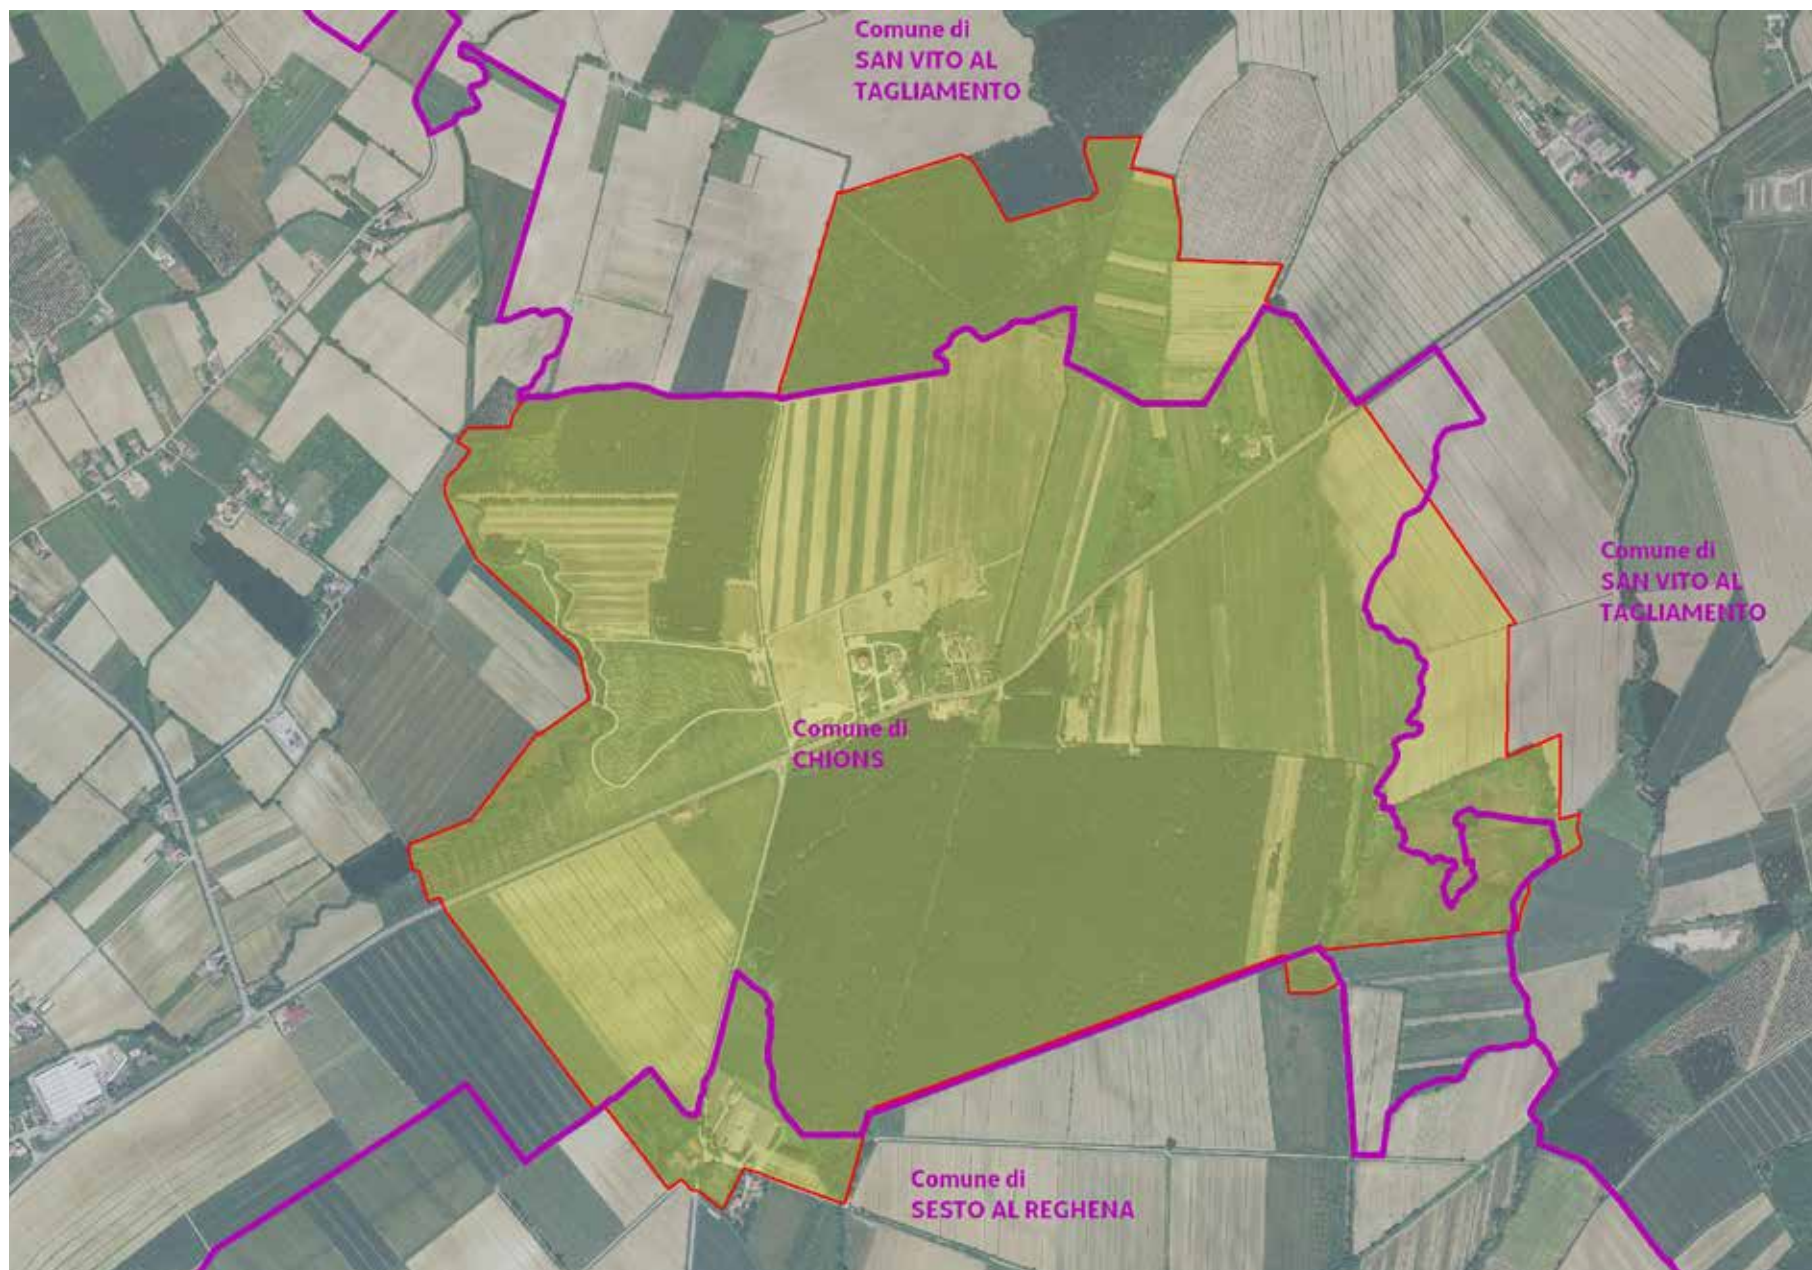 Comune di
SAN VITO AL
TAGLIAMENTO
Comune di
SAN VITO AL
TAGLIAMENTO
Comune di
CHIONS
Comune di
SESTO AL REGHENA